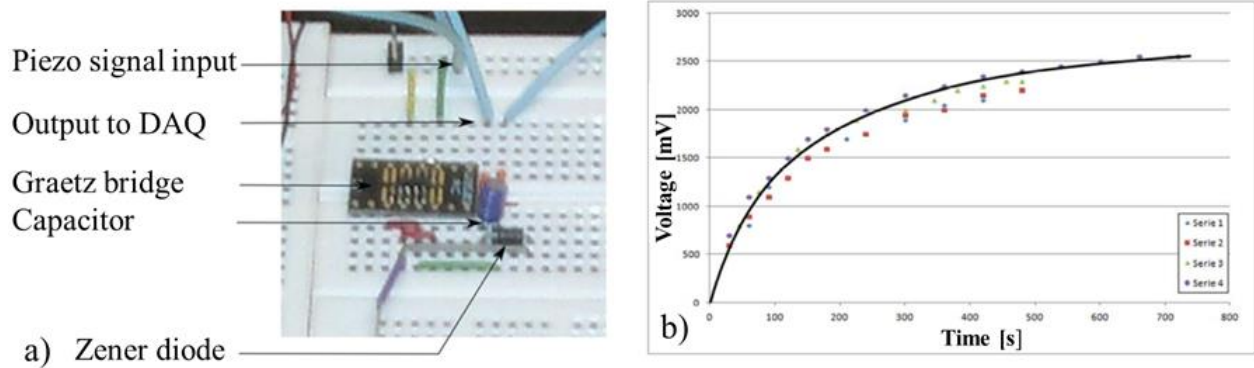 Piezo signal input
Output to DAQ
Graetz bridge
Capacitor
a) Zener diode
b)
Voltage [mV]
3000
2500
2000
1500
1000
500
0
0 100 200 300 400 500 600 700 800
Time [s]
Serie 1
Serie 2
Serie 3
Serie 4